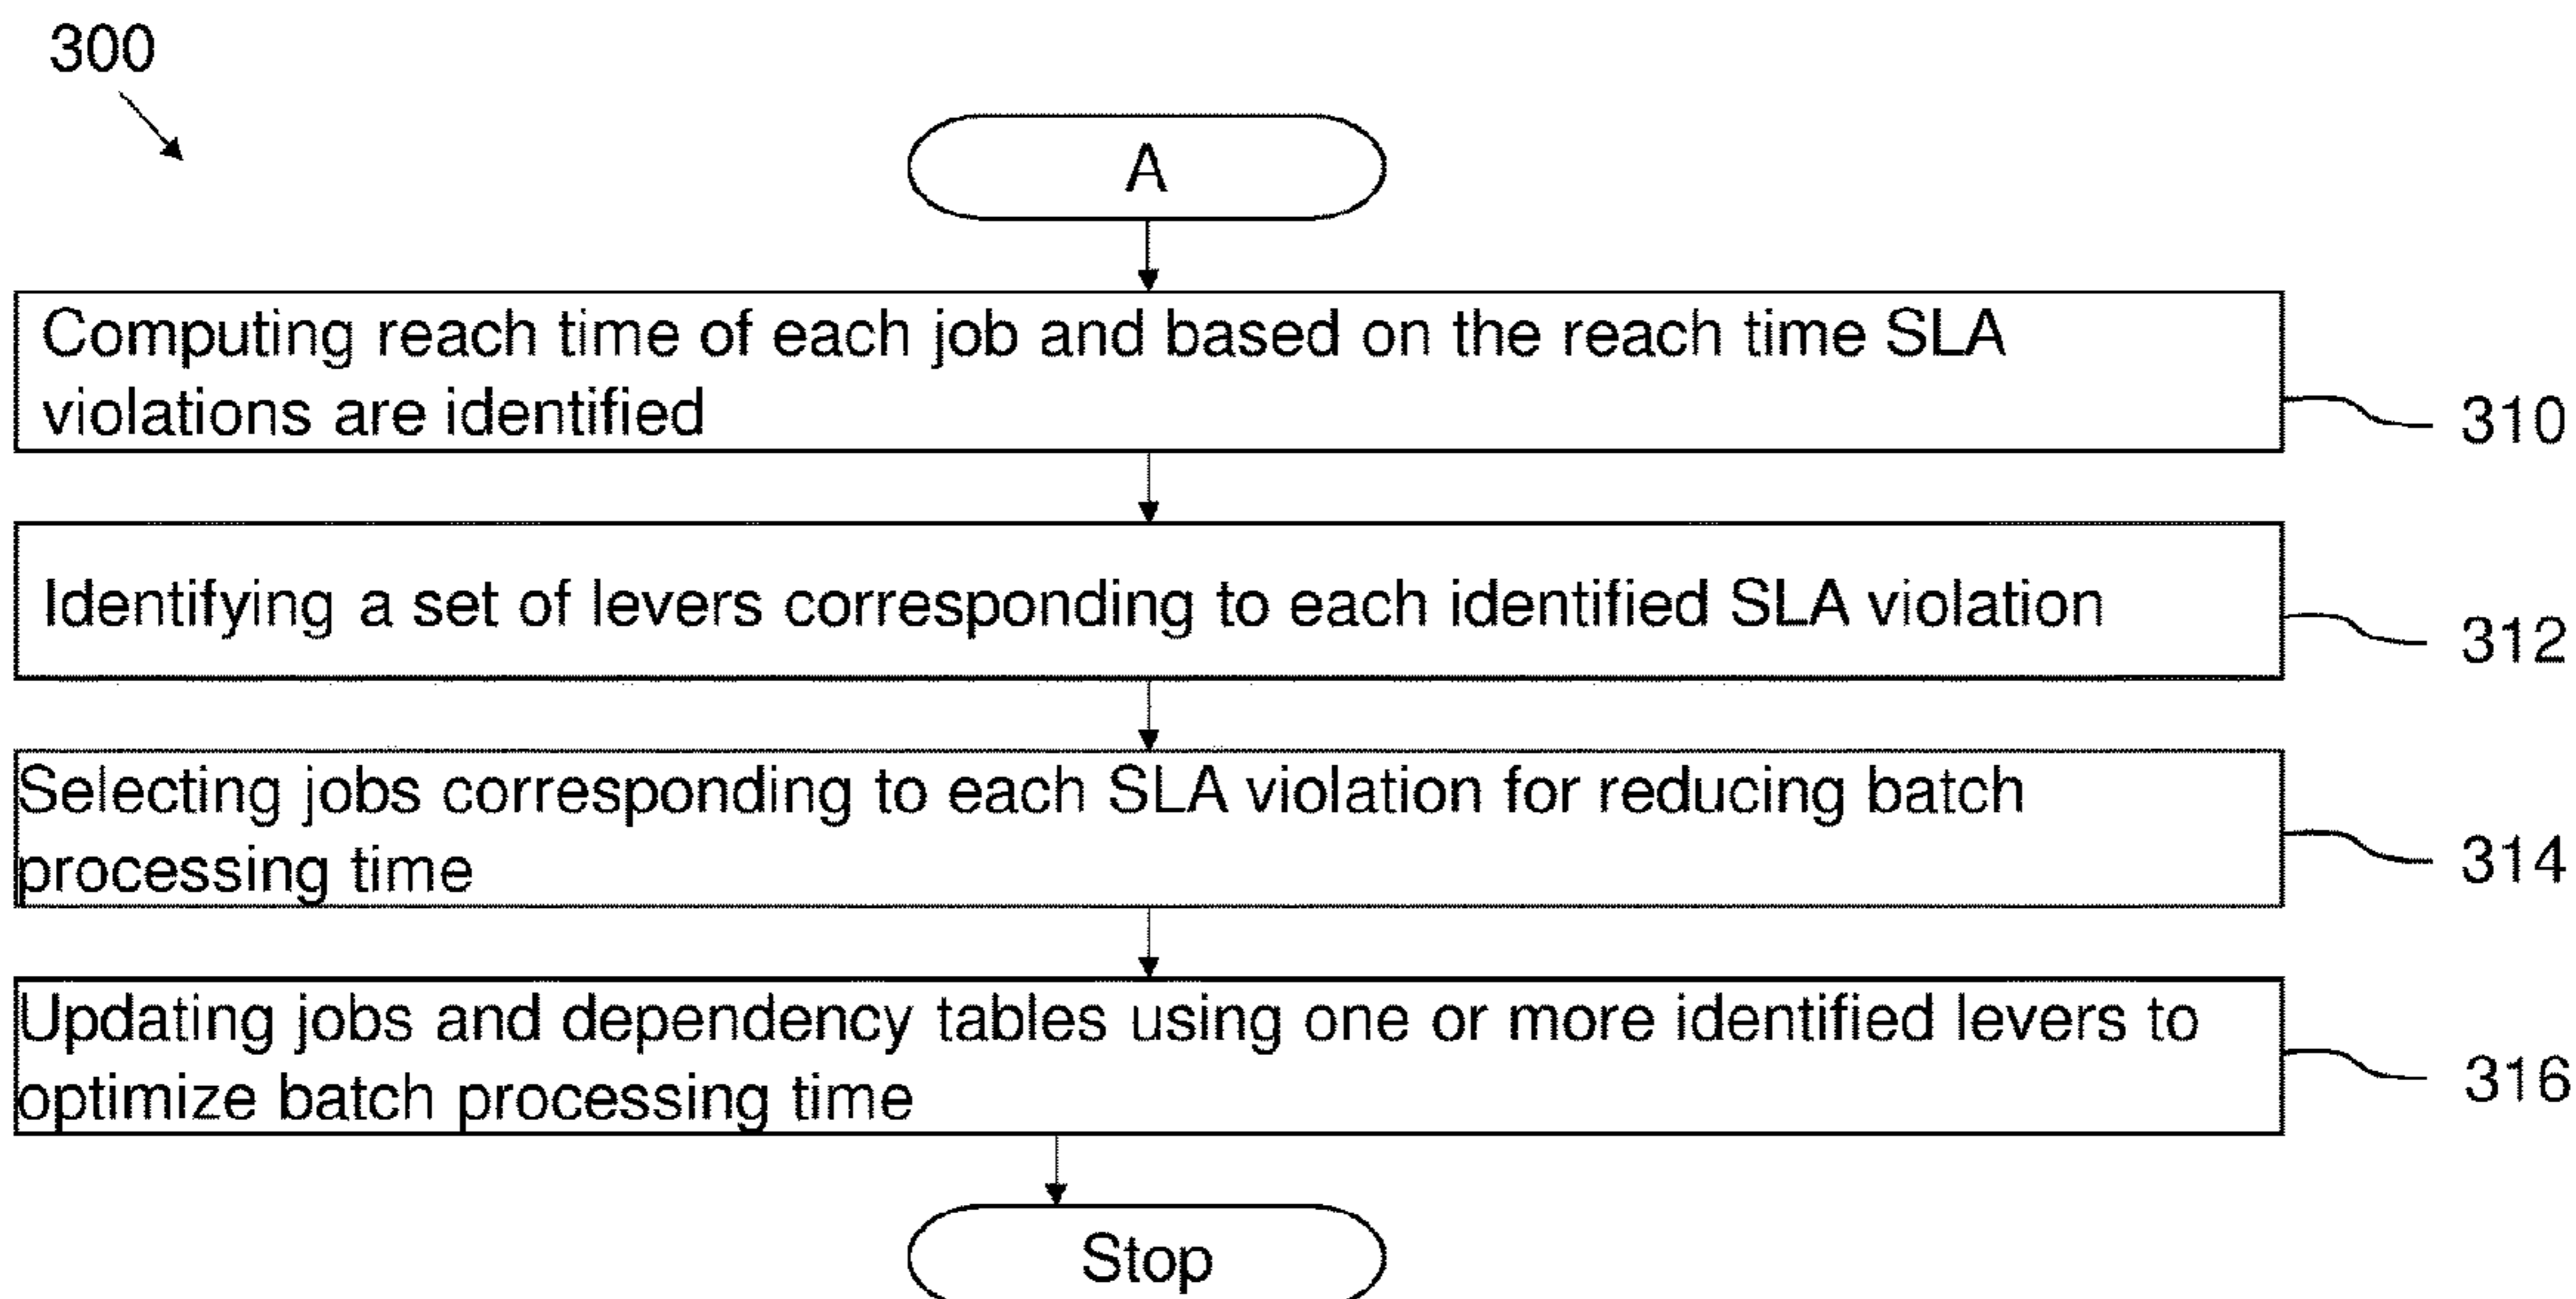 300
A
Computing reach time of each job and based on the reach time SLA
violations are identified
310
Identifying a set of levers corresponding to each identified SLA violation
312
Selecting jobs corresponding to each SLA violation for reducing batch
processing time
314
Updating jobs and dependency tables using one or more identified levers to
optimize batch processing time
316
Stop